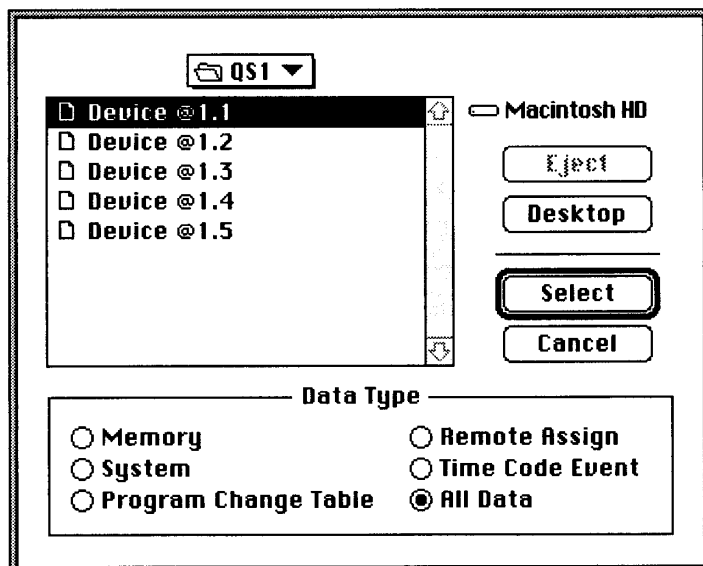 QS1
Device @1.1
Device @1.2
Device @1.3
Device @1.4
Device @1.5
Macintosh HD
Eject
Desktop
Select
Cancel
Data Type
Memory
System
Program Change Table
Remote Assign
Time Code Event
All Data